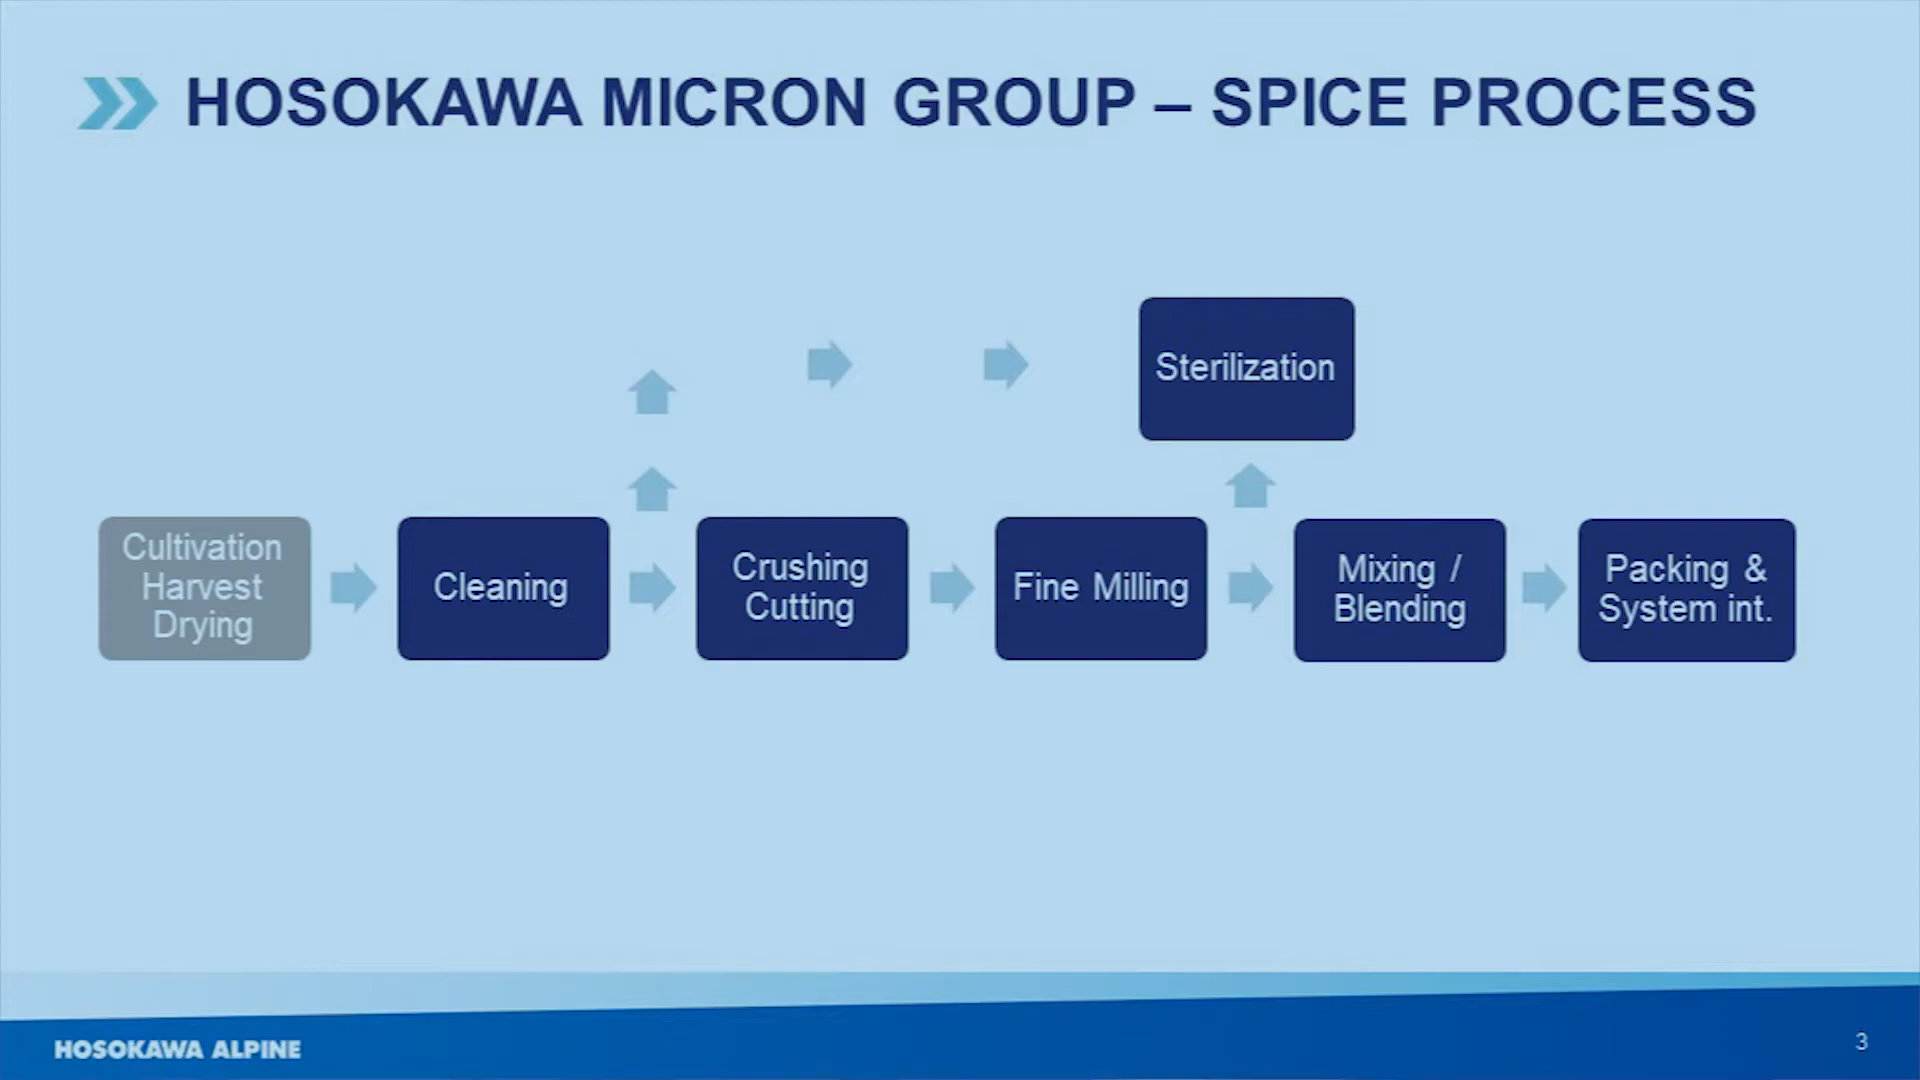 HOSOKAWA MICRON GROUP – SPICE PROCESS
Sterilization
Cultivation
Harvest
Drying
Cleaning
Crushing
Cutting
Fine Milling
Mixing /
Blending
Packing &
System int.
HOSOKAWA ALPINE
3